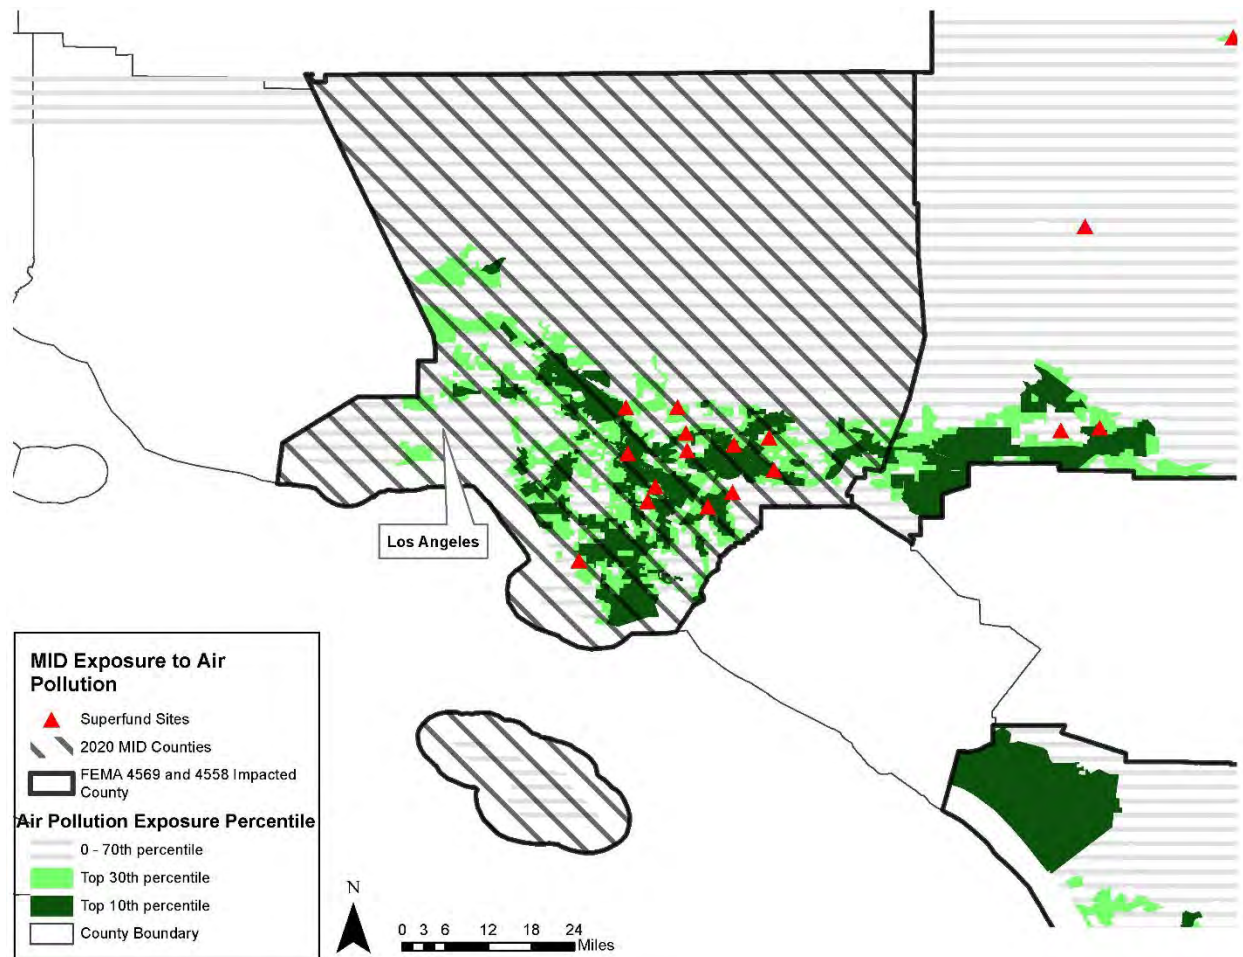 Los Angeles
MID Exposure to Air
Pollution
Superfund Sites
2020 MID Counties
FEMA 4569 and 4558 Impacted
County
Air Pollution Exposure Percentile
0 - 70th percentile
Top 30th percentile
Top 10th percentile
County Boundary
N
0 3 6 12 18 24
Miles